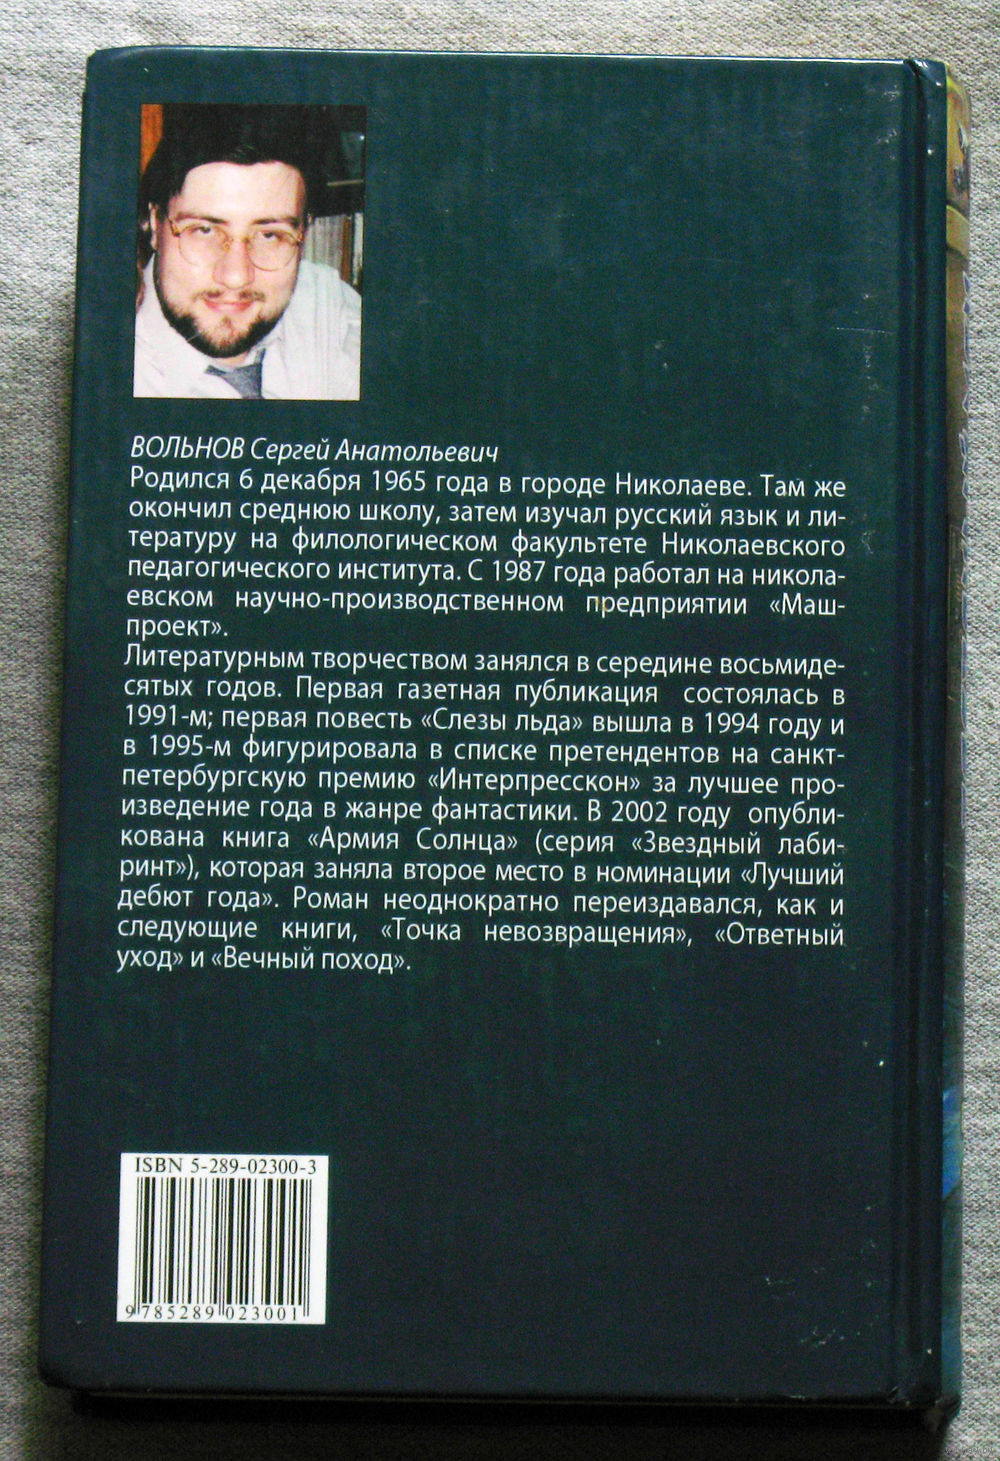 ВОЛЬНОВ Сергей Анатольевич
Родился 6 декабря 1965 года в городе Николаеве. Там же
окончил среднюю школу, затем изучал русский язык и ли-
тературу на филологическом факультете Николаевского
педагогического института. С 1987 года работал на никола-
евском научно-производственном предприятии «Маш-
проект».
Литературным творчеством занялся в середине восьмиде-
сятых годов. Первая газетная публикация состоялась в
1991-м; первая повесть «Слезы льда» вышла в 1994 году и
в 1995-м фигурировала в списке претендентов на санкт-
петербургскую премию «Интерпресскон» за лучшее про-
изведение года в жанре фантастики. В 2002 году опубли-
кована книга «Армия Солнца» (серия «Звездный лаби-
ринт»), которая заняла второе место в номинации «Лучший
дебют года». Роман неоднократно переиздавался, как и
следующие книги, «Точка невозвращения», «Ответный
уход» и «Вечный поход».
ISBN 5-289-02300-3
9 785289 023001